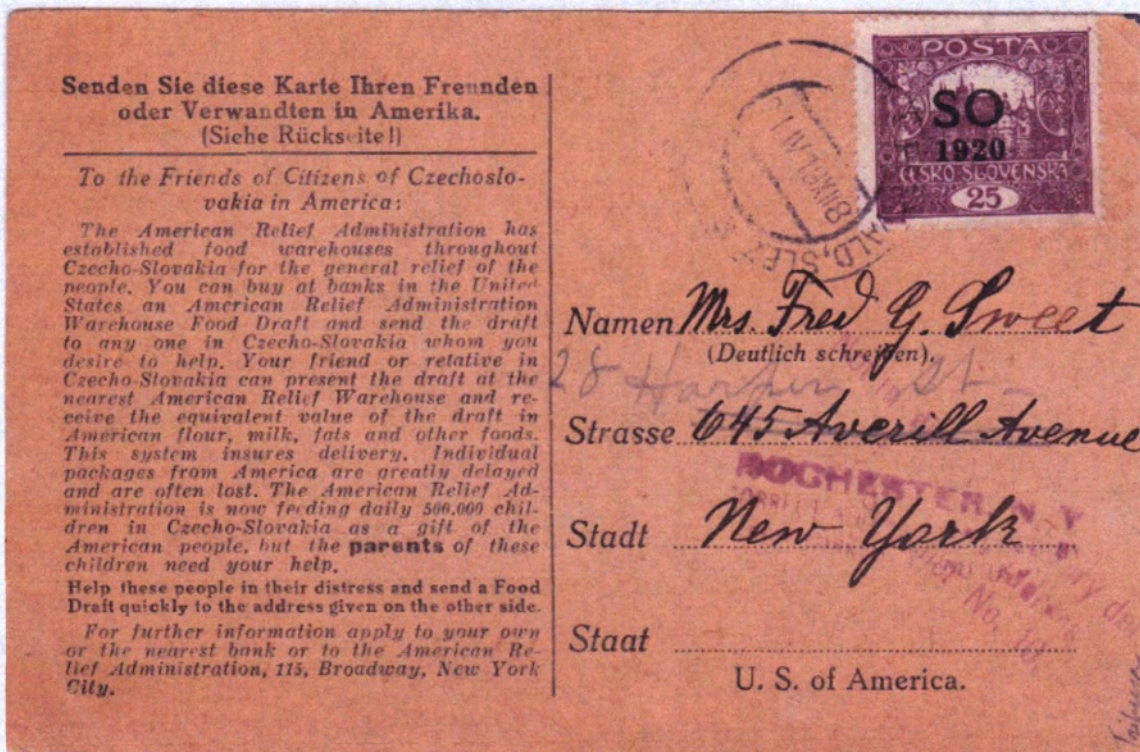 Senden Sie diese Karte Ihren Freunden
oder Verwandten in Amerika.
(Siehe Rückseite!)
To the Friends of Citizens of Czechoslo-
vakia in America:
The American Relief Administration has
established food warehouses throughout
Czecho-Slovakia for the general relief of the
people. You can buy at banks in the United
States an American Relief Administration
Warehouse Food Draft and send the draft
to any one in Czecho-Slovakia whom you
desire to help. Your friend or relative in
Czecho-Slovakia can present the draft at the
nearest American Relief Warehouse and re-
ceive the equivalent value of the draft in
American flour, milk, fats and other foods.
This system insures delivery. Individual
packages from America are greatly delayed
and are often lost. The American Relief Ad-
ministration is now feeding daily 500.000 chil-
dren in Czecho-Slovakia as a gift of the
American people, but the parents of these
children need your help.
Help these people in their distress and send a Food
Draft quickly to the address given on the other side.
For further information apply to your own
or the nearest bank or to the American Re-
lief Administration, 115, Broadway, New York
City.
POSTA
SO
1920
ČESKO SLOVENSKÁ
25
Namen Mrs. Fred G. Sweet
(Deutlich schreiben).
28 Harper St
Strasse 645 Averill Avenue
ROCHESTER, N. Y
Stadt New York
No.
Staat
U. S. of America.